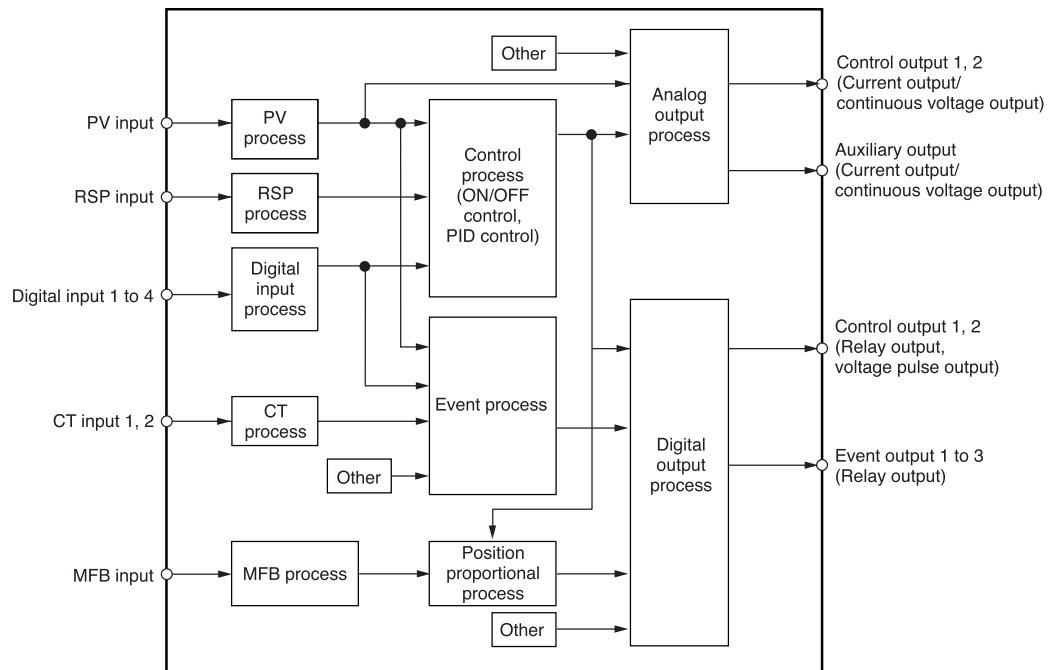 Other
Control output 1, 2
(Current output/
continuous voltage output)
Analog
output
process
PV input
PV
process
Control
process
(ON/OFF
control,
PID control)
Auxiliary output
(Current output/
continuous voltage output)
RSP input
RSP
process
Digital input 1 to 4
Digital
input
process
Control output 1, 2
(Relay output,
voltage pulse output)
CT input 1, 2
CT
process
Event process
Other
Digital
output
process
Event output 1 to 3
(Relay output)
MFB input
MFB process
Position
proportional
process
Other